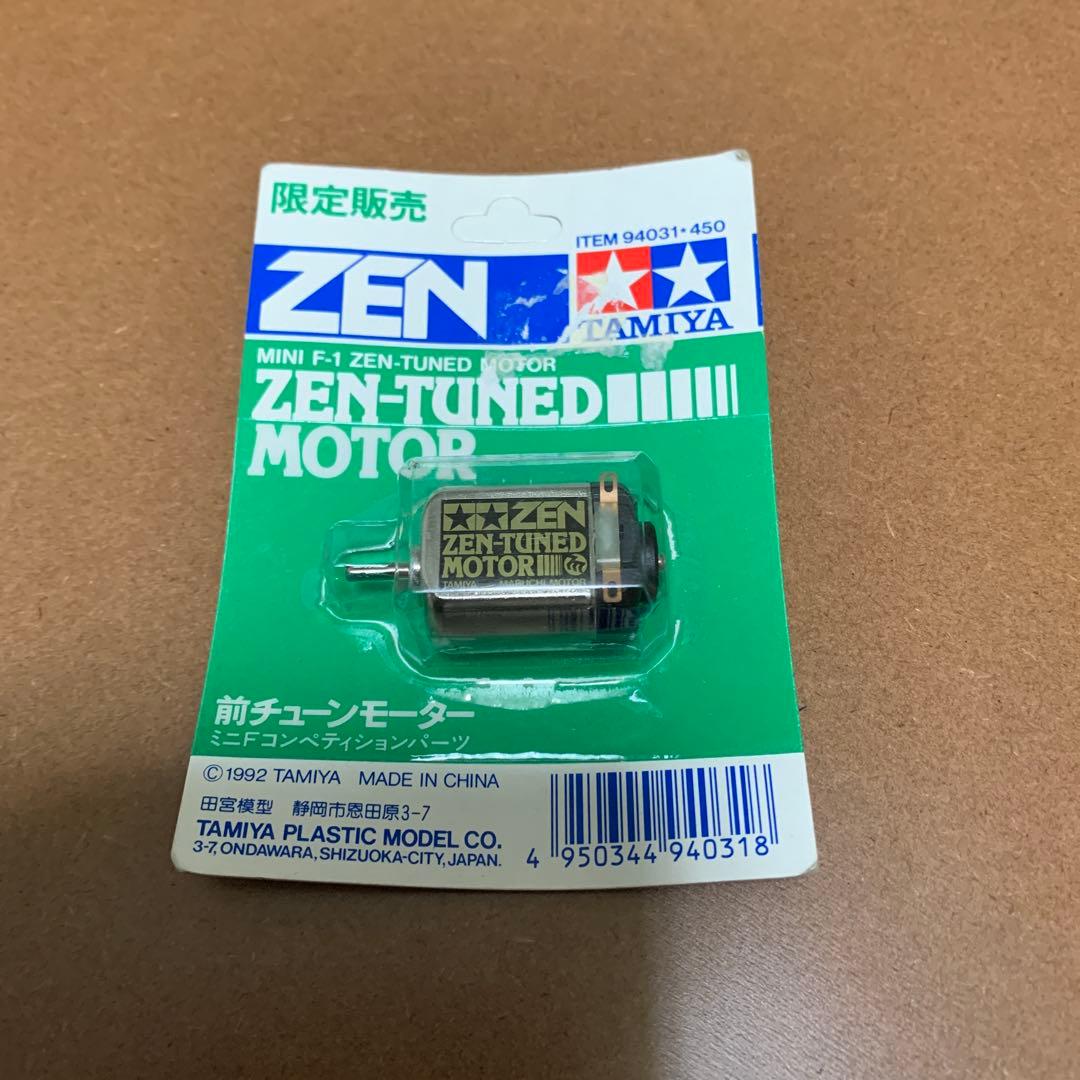 限定販売
ITEM 94031・450
ZEN
TAMIYA
MINI F-1 ZEN-TUNED MOTOR
ZEN-TUNED
MOTOR
ZEN
ZEN-TUNED
MOTOR
TAMIYA MABUCHI MOTOR
前チューンモーター
ミニFコンペティションパーツ
©1992 TAMIYA MADE IN CHINA
田宮模型 静岡市恩田原3-7
TAMIYA PLASTIC MODEL CO.
3-7, ONDAWARA, SHIZUOKA-CITY, JAPAN.
4 950344 940318